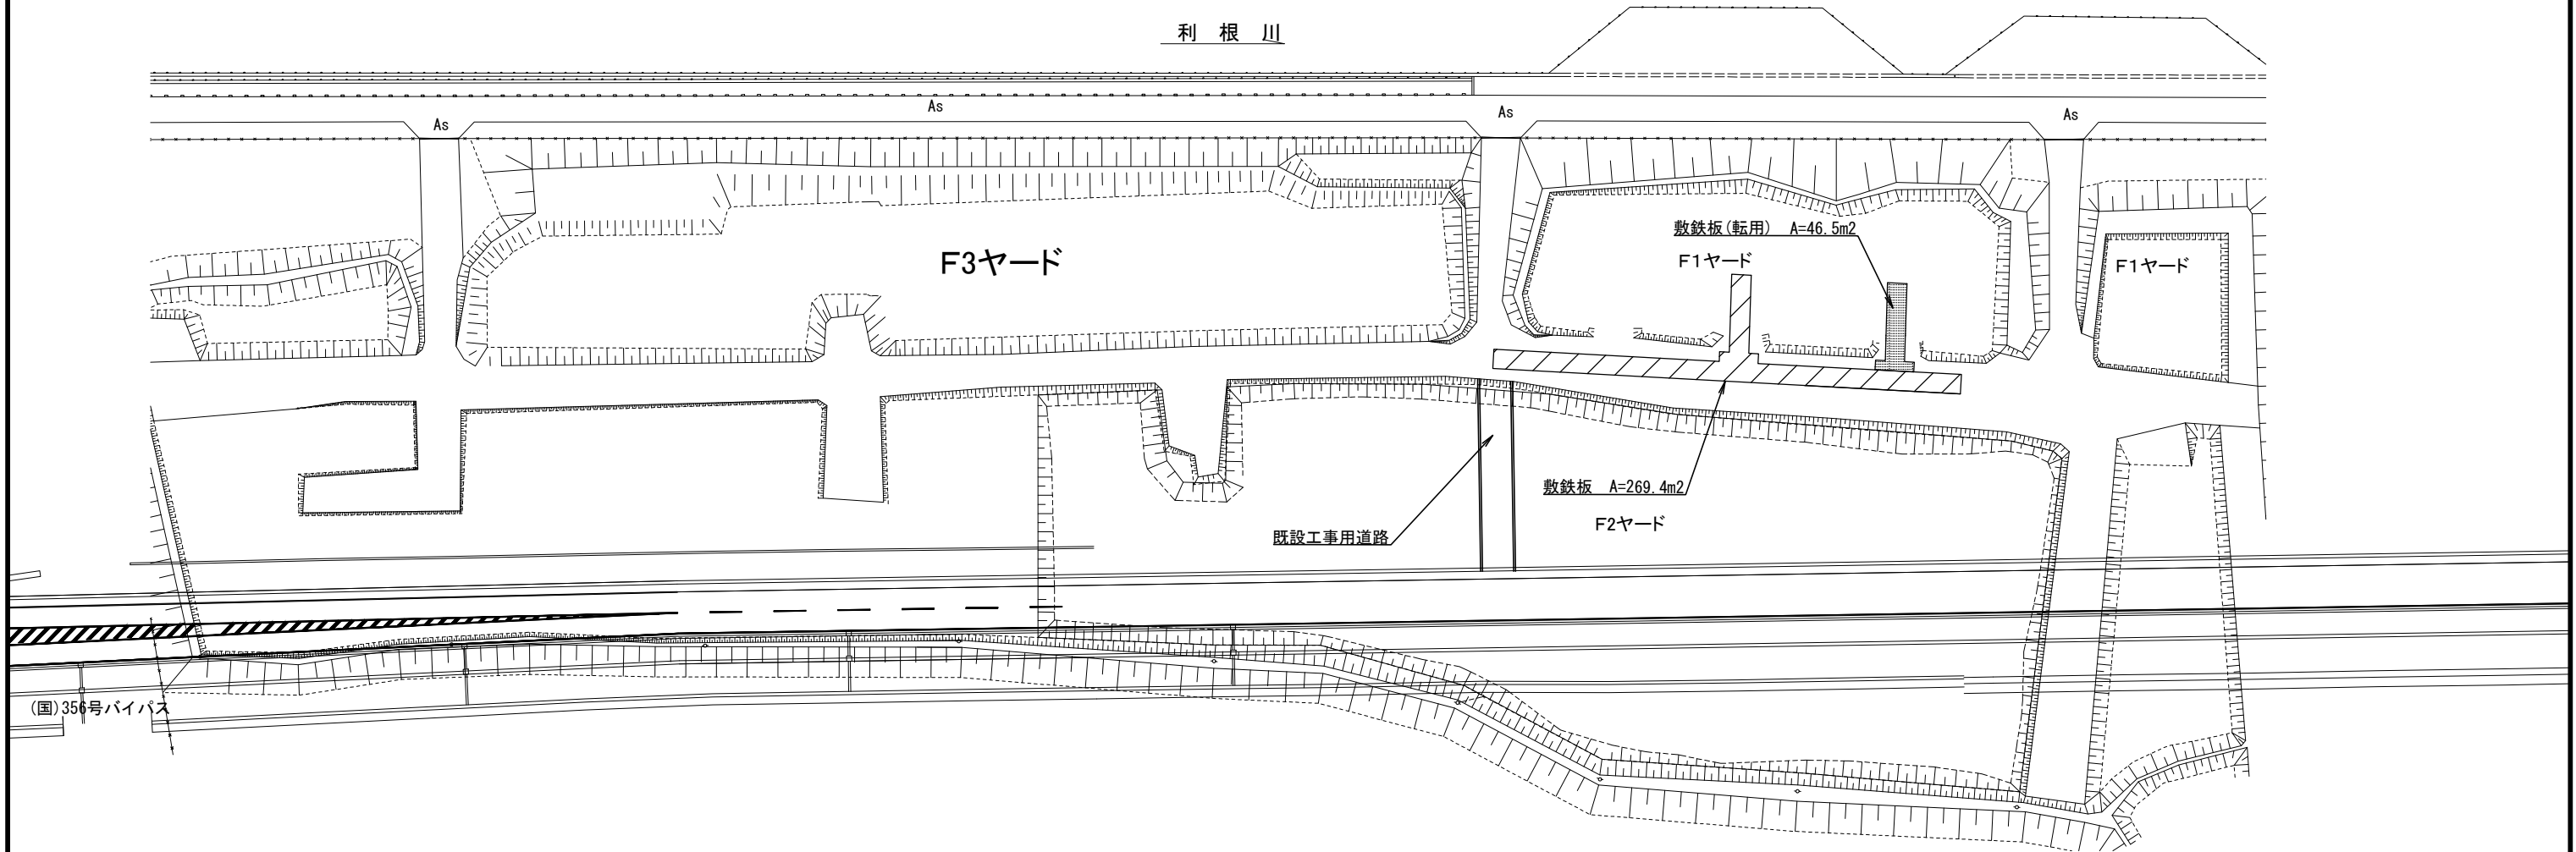 利根川
As
As
As
As
敷鉄板(転用) A=46.5m2
F1ヤード
F3ヤード
F1ヤード
敷鉄板 A=269.4m2
F2ヤード
既設工事用道路
(国)356号バイパス